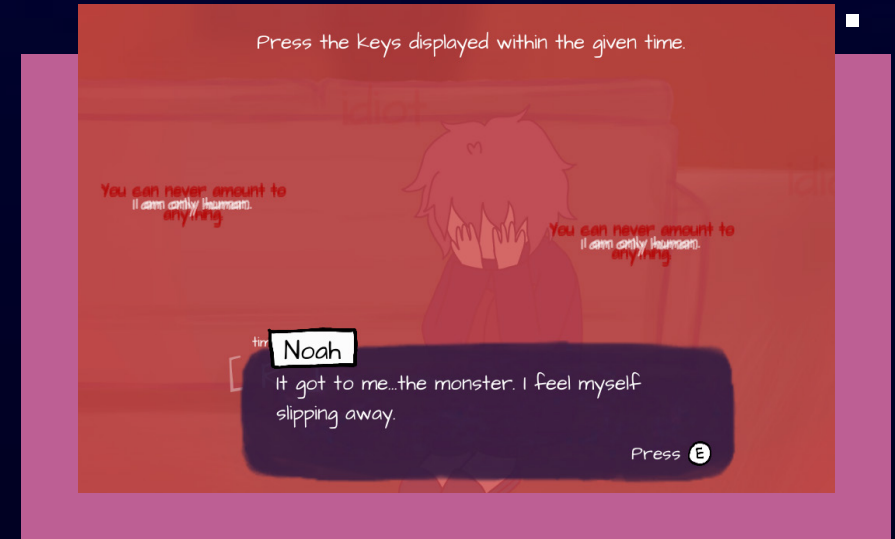 Press the keys displayed within the given time.
idiot
You can never amount to
I am only human.
anything.
You can never amount to
I am only human.
anything.
Noah
It got to me...the monster. I feel myself
slipping away.
Press E